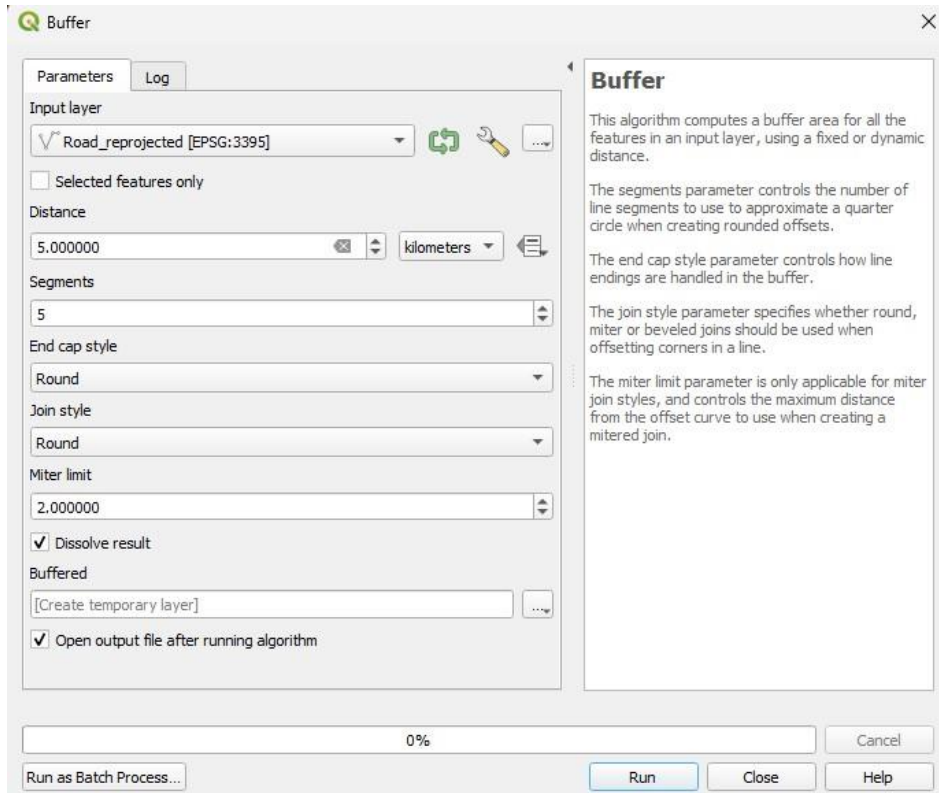 Buffer
Parameters
Log
Input layer
Road_reprojected [EPSG:3395]
...
Selected features only
Distance
5.000000
kilometers
Segments
5
End cap style
Round
Join style
Round
Miter limit
2.000000
Dissolve result
Buffered
[Create temporary layer]
...
Open output file after running algorithm
Buffer
This algorithm computes a buffer area for all the
features in an input layer, using a fixed or dynamic
distance.
The segments parameter controls the number of
line segments to use to approximate a quarter
circle when creating rounded offsets.
The end cap style parameter controls how line
endings are handled in the buffer.
The join style parameter specifies whether round,
miter or beveled joins should be used when
offsetting corners in a line.
The miter limit parameter is only applicable for miter
join styles, and controls the maximum distance
from the offset curve to use when creating a
mitered join.
0%
Cancel
Run as Batch Process...
Run
Close
Help